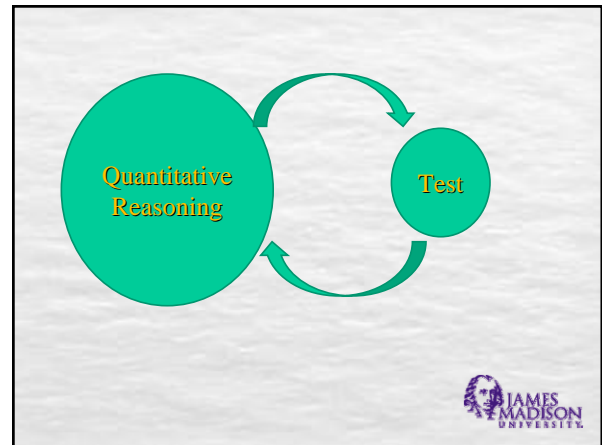 Quantitative
Reasoning
Test
JAMES
MADISON
UNIVERSITY.